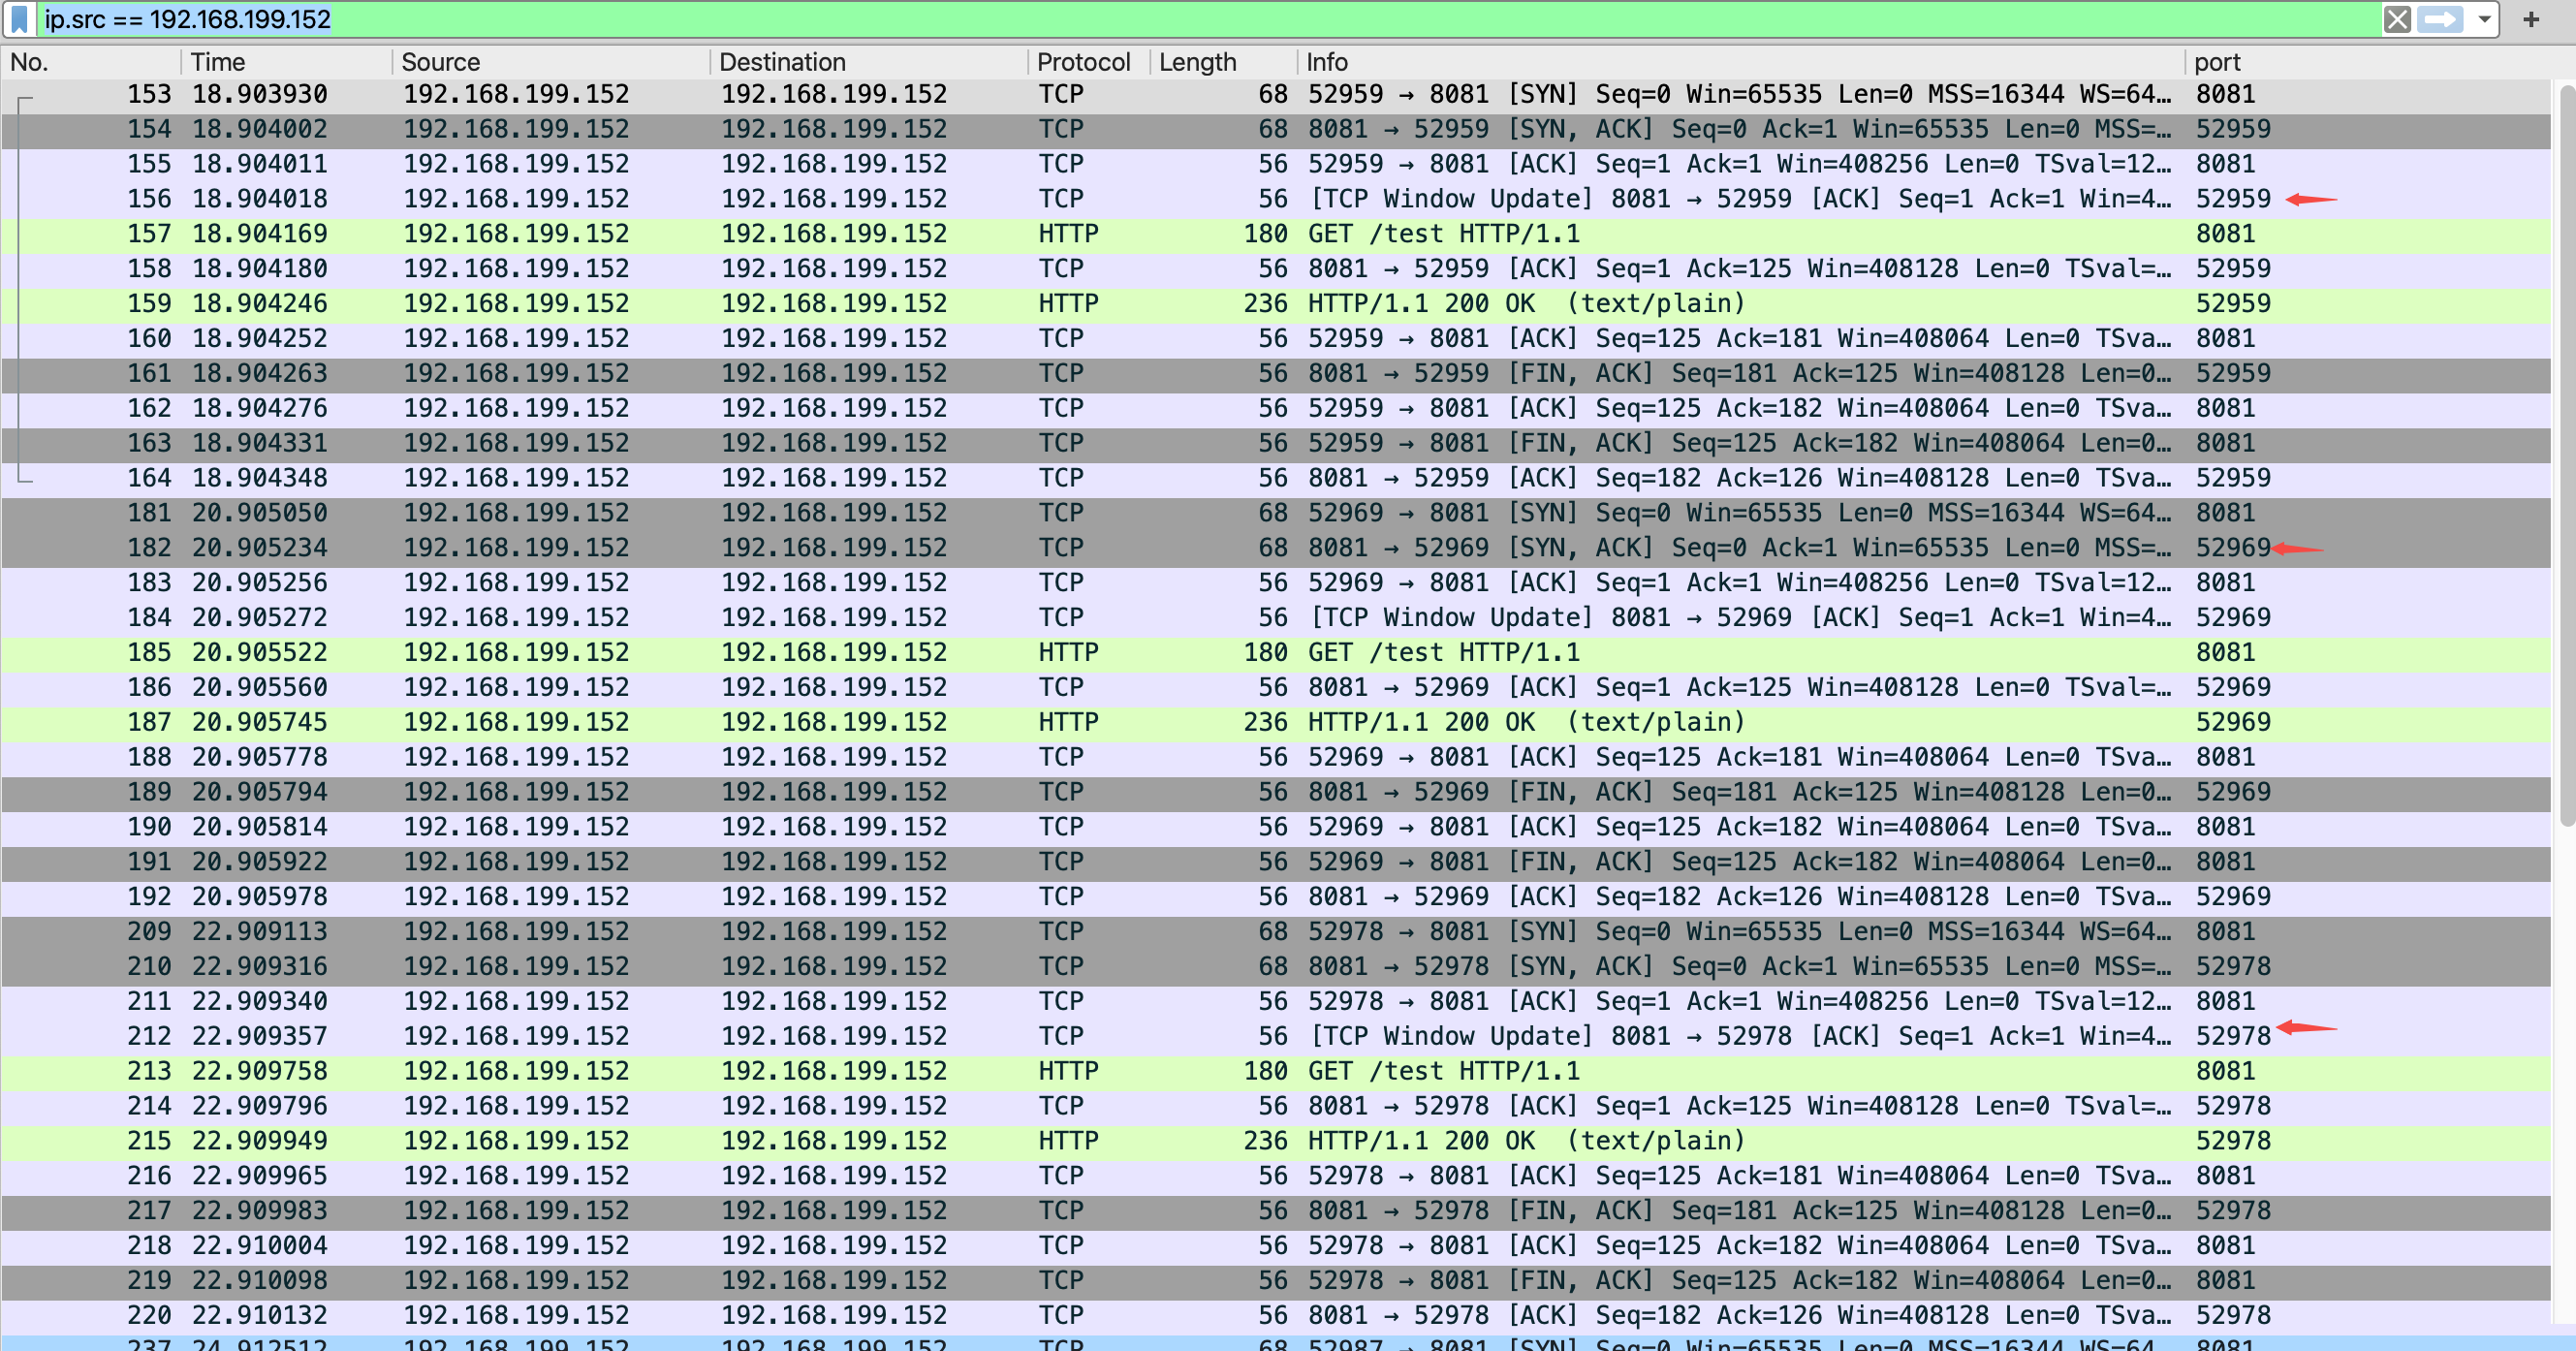 ip.src == 192.168.199.152
No. Time Source Destination Protocol Length Info port
153 18.903930 192.168.199.152 192.168.199.152 TCP 68 52959 → 8081 [SYN] Seq=0 Win=65535 Len=0 MSS=16344 WS=64… 8081
154 18.904002 192.168.199.152 192.168.199.152 TCP 68 8081 → 52959 [SYN, ACK] Seq=0 Ack=1 Win=65535 Len=0 MSS=… 52959
155 18.904011 192.168.199.152 192.168.199.152 TCP 56 52959 → 8081 [ACK] Seq=1 Ack=1 Win=408256 Len=0 TSval=12… 8081
156 18.904018 192.168.199.152 192.168.199.152 TCP 56 [TCP Window Update] 8081 → 52959 [ACK] Seq=1 Ack=1 Win=4… 52959
157 18.904169 192.168.199.152 192.168.199.152 HTTP 180 GET /test HTTP/1.1 8081
158 18.904180 192.168.199.152 192.168.199.152 TCP 56 8081 → 52959 [ACK] Seq=1 Ack=125 Win=408128 Len=0 TSval=… 52959
159 18.904246 192.168.199.152 192.168.199.152 HTTP 236 HTTP/1.1 200 OK (text/plain) 52959
160 18.904252 192.168.199.152 192.168.199.152 TCP 56 52959 → 8081 [ACK] Seq=125 Ack=181 Win=408064 Len=0 TSva… 8081
161 18.904263 192.168.199.152 192.168.199.152 TCP 56 8081 → 52959 [FIN, ACK] Seq=181 Ack=125 Win=408128 Len=0… 52959
162 18.904276 192.168.199.152 192.168.199.152 TCP 56 52959 → 8081 [ACK] Seq=125 Ack=182 Win=408064 Len=0 TSva… 8081
163 18.904331 192.168.199.152 192.168.199.152 TCP 56 52959 → 8081 [FIN, ACK] Seq=125 Ack=182 Win=408064 Len=0… 8081
164 18.904348 192.168.199.152 192.168.199.152 TCP 56 8081 → 52959 [ACK] Seq=182 Ack=126 Win=408128 Len=0 TSva… 52959
181 20.905050 192.168.199.152 192.168.199.152 TCP 68 52969 → 8081 [SYN] Seq=0 Win=65535 Len=0 MSS=16344 WS=64… 8081
182 20.905234 192.168.199.152 192.168.199.152 TCP 68 8081 → 52969 [SYN, ACK] Seq=0 Ack=1 Win=65535 Len=0 MSS=… 52969
183 20.905256 192.168.199.152 192.168.199.152 TCP 56 52969 → 8081 [ACK] Seq=1 Ack=1 Win=408256 Len=0 TSval=12… 8081
184 20.905272 192.168.199.152 192.168.199.152 TCP 56 [TCP Window Update] 8081 → 52969 [ACK] Seq=1 Ack=1 Win=4… 52969
185 20.905522 192.168.199.152 192.168.199.152 HTTP 180 GET /test HTTP/1.1 8081
186 20.905560 192.168.199.152 192.168.199.152 TCP 56 8081 → 52969 [ACK] Seq=1 Ack=125 Win=408128 Len=0 TSval=… 52969
187 20.905745 192.168.199.152 192.168.199.152 HTTP 236 HTTP/1.1 200 OK (text/plain) 52969
188 20.905778 192.168.199.152 192.168.199.152 TCP 56 52969 → 8081 [ACK] Seq=125 Ack=181 Win=408064 Len=0 TSva… 8081
189 20.905794 192.168.199.152 192.168.199.152 TCP 56 8081 → 52969 [FIN, ACK] Seq=181 Ack=125 Win=408128 Len=0… 52969
190 20.905814 192.168.199.152 192.168.199.152 TCP 56 52969 → 8081 [ACK] Seq=125 Ack=182 Win=408064 Len=0 TSva… 8081
191 20.905922 192.168.199.152 192.168.199.152 TCP 56 52969 → 8081 [FIN, ACK] Seq=125 Ack=182 Win=408064 Len=0… 8081
192 20.905978 192.168.199.152 192.168.199.152 TCP 56 8081 → 52969 [ACK] Seq=182 Ack=126 Win=408128 Len=0 TSva… 52969
209 22.909113 192.168.199.152 192.168.199.152 TCP 68 52978 → 8081 [SYN] Seq=0 Win=65535 Len=0 MSS=16344 WS=64… 8081
210 22.909316 192.168.199.152 192.168.199.152 TCP 68 8081 → 52978 [SYN, ACK] Seq=0 Ack=1 Win=65535 Len=0 MSS=… 52978
211 22.909340 192.168.199.152 192.168.199.152 TCP 56 52978 → 8081 [ACK] Seq=1 Ack=1 Win=408256 Len=0 TSval=12… 8081
212 22.909357 192.168.199.152 192.168.199.152 TCP 56 [TCP Window Update] 8081 → 52978 [ACK] Seq=1 Ack=1 Win=4… 52978
213 22.909758 192.168.199.152 192.168.199.152 HTTP 180 GET /test HTTP/1.1 8081
214 22.909796 192.168.199.152 192.168.199.152 TCP 56 8081 → 52978 [ACK] Seq=1 Ack=125 Win=408128 Len=0 TSval=… 52978
215 22.909949 192.168.199.152 192.168.199.152 HTTP 236 HTTP/1.1 200 OK (text/plain) 52978
216 22.909965 192.168.199.152 192.168.199.152 TCP 56 52978 → 8081 [ACK] Seq=125 Ack=181 Win=408064 Len=0 TSva… 8081
217 22.909983 192.168.199.152 192.168.199.152 TCP 56 8081 → 52978 [FIN, ACK] Seq=181 Ack=125 Win=408128 Len=0… 52978
218 22.910004 192.168.199.152 192.168.199.152 TCP 56 52978 → 8081 [ACK] Seq=125 Ack=182 Win=408064 Len=0 TSva… 8081
219 22.910098 192.168.199.152 192.168.199.152 TCP 56 52978 → 8081 [FIN, ACK] Seq=125 Ack=182 Win=408064 Len=0… 8081
220 22.910132 192.168.199.152 192.168.199.152 TCP 56 8081 → 52978 [ACK] Seq=182 Ack=126 Win=408128 Len=0 TSva… 52978
237 24.912512 192.168.199.152 192.168.199.152 TCP 68 52987 → 8081 [SYN] Seq=0 Win=65535 Len=0 MSS=16344 WS=64… 8081